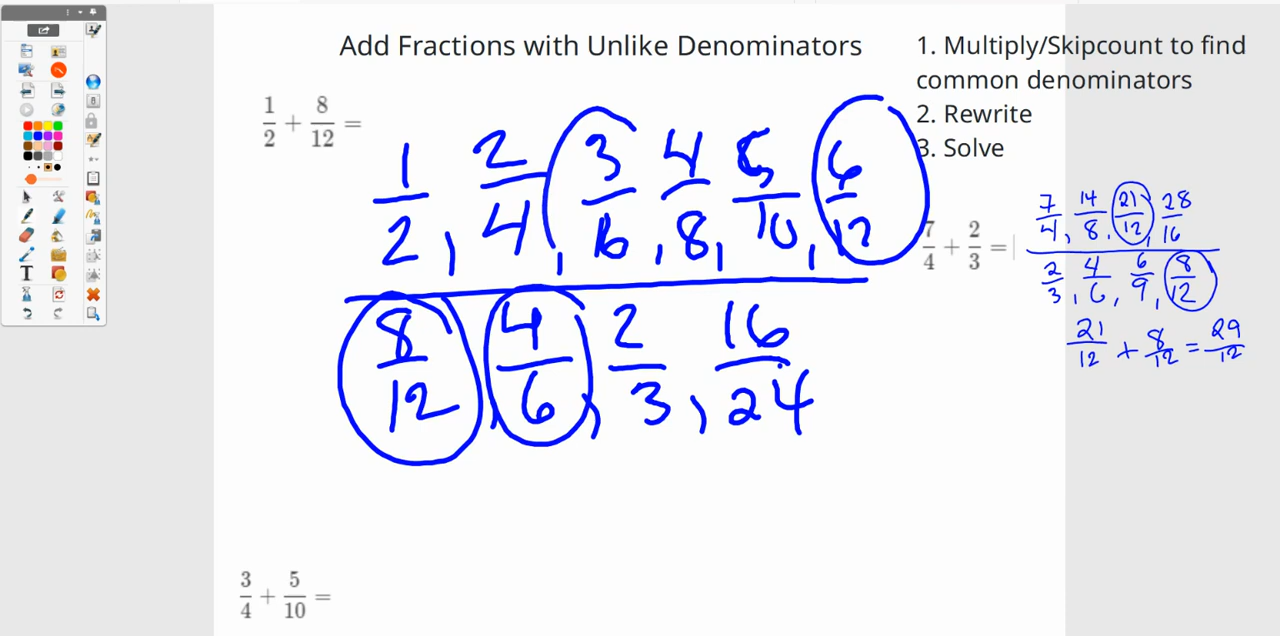 Add Fractions with Unlike Denominators
1/2 + 8/12 =
1/2, 2/4, 3/6, 4/8, 5/10, 6/12
8/12, 4/6, 2/3, 16/24
3/4 + 5/10 =
1. Multiply/Skipcount to find
common denominators
2. Rewrite
3. Solve
7/4 + 2/3 =
7/4, 14/8, 21/12, 28/16
2/3, 4/6, 6/9, 8/12
21/12 + 8/12 = 29/12
T